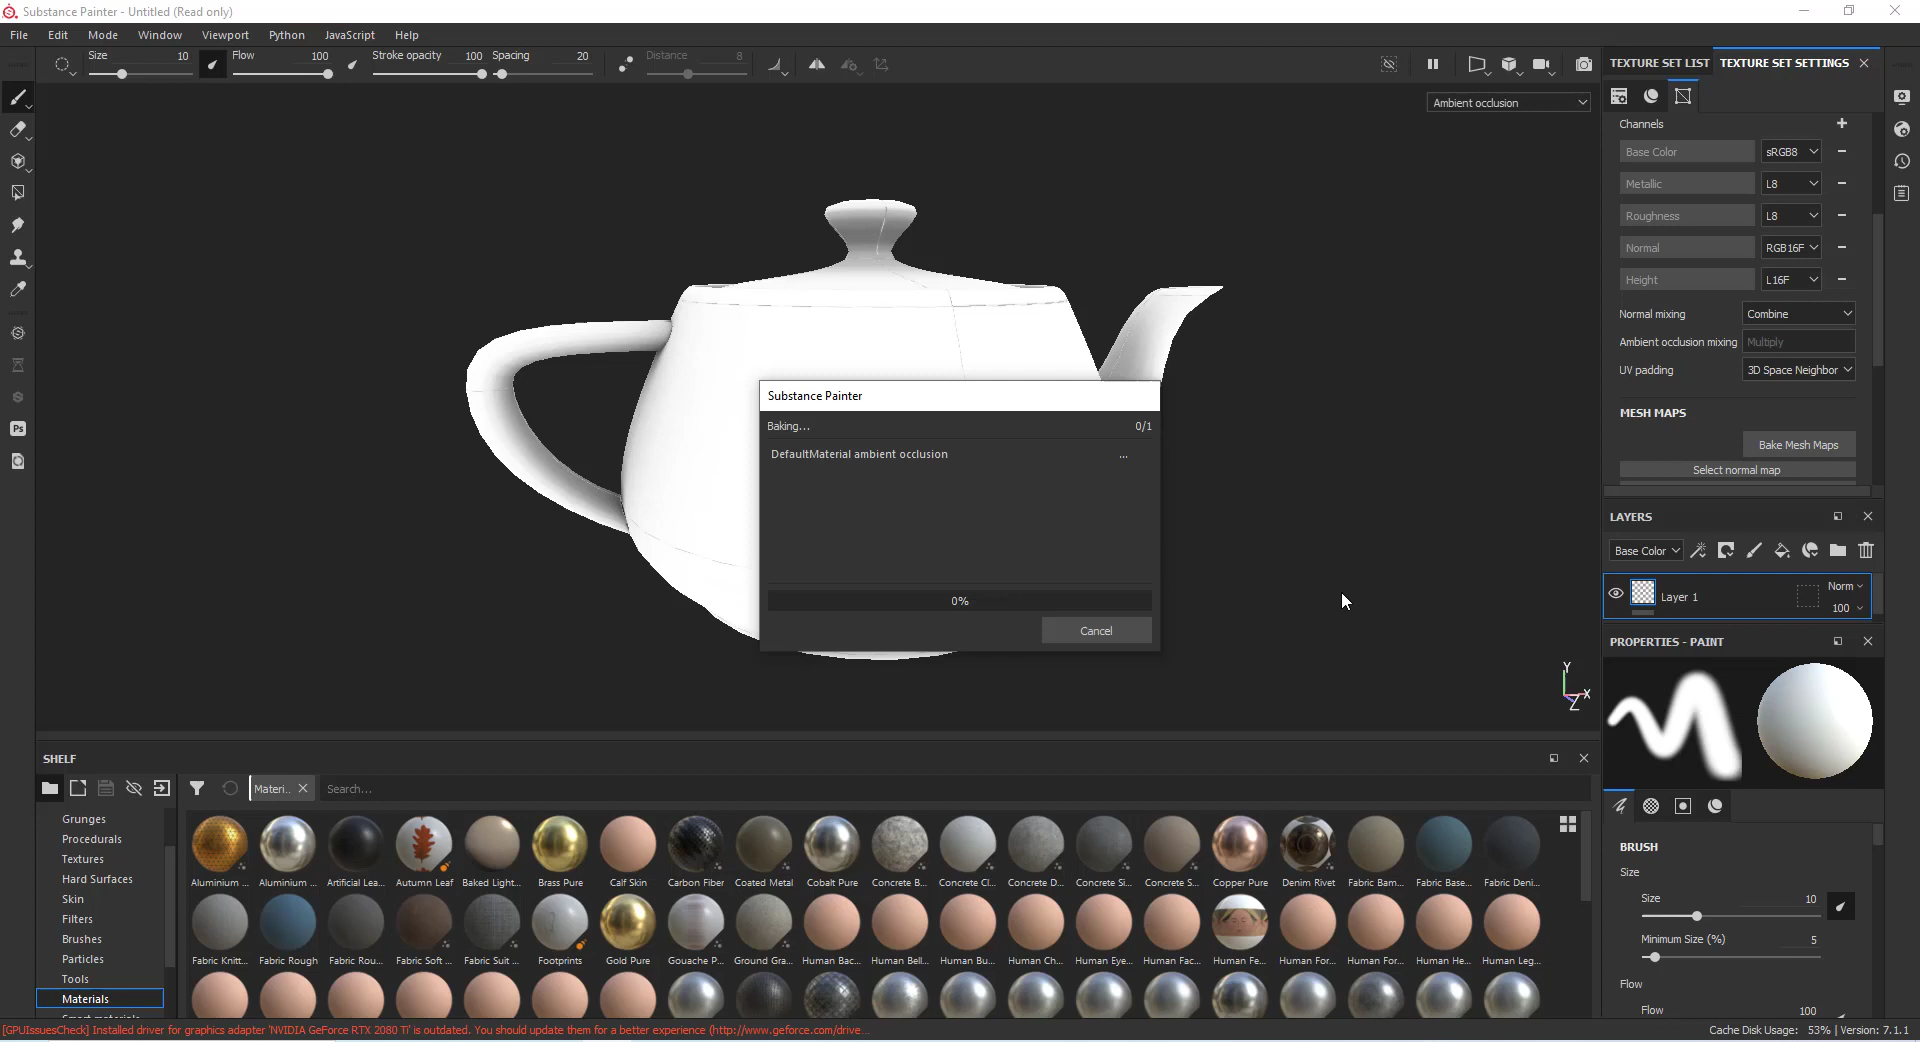 Substance Painter - Untitled (Read only)
File Edit Mode Window Viewport Python JavaScript Help
Size 10 Flow 100 Stroke opacity 100 Spacing 20 Distance 8
Ambient occlusion
TEXTURE SET LIST TEXTURE SET SETTINGS
Channels
Base Color sRGB8
Metallic L8
Roughness L8
Normal RGB16F
Height L16F
Normal mixing Combine
Ambient occlusion mixing Multiply
UV padding 3D Space Neighbor
MESH MAPS
Bake Mesh Maps
Select normal map
Substance Painter
Baking... 0/1
DefaultMaterial ambient occlusion ...
0%
Cancel
Ps
Y
X
Z
LAYERS
Base Color
Layer 1 Norm
100
PROPERTIES - PAINT
BRUSH
Size
Size 10
Minimum Size (%) 5
Flow
Flow 100
SHELF
Materi.. Search...
Grunges
Procedurals
Textures
Hard Surfaces
Skin
Filters
Brushes
Particles
Tools
Materials
Smart materials
Aluminium ... Aluminium ... Artificial Lea... Autumn Leaf Baked Light... Brass Pure Calf Skin Carbon Fiber Coated Metal Cobalt Pure Concrete B... Concrete Cl... Concrete D... Concrete Si... Concrete S... Copper Pure Denim Rivet Fabric Bam... Fabric Base... Fabric Deni...
Fabric Knitt... Fabric Rough Fabric Rou... Fabric Soft ... Fabric Suit ... Footprints Gold Pure Gouache P... Ground Gra... Human Bac... Human Bell... Human Bu... Human Ch... Human Eye... Human Fac... Human Fe... Human For... Human For... Human He... Human Leg...
[GPUIssuesCheck] Installed driver for graphics adapter 'NVIDIA GeForce RTX 2080 Ti' is outdated. You should update them for a better experience (http://www.geforce.com/drive...
Cache Disk Usage: 53% | Version: 7.1.1